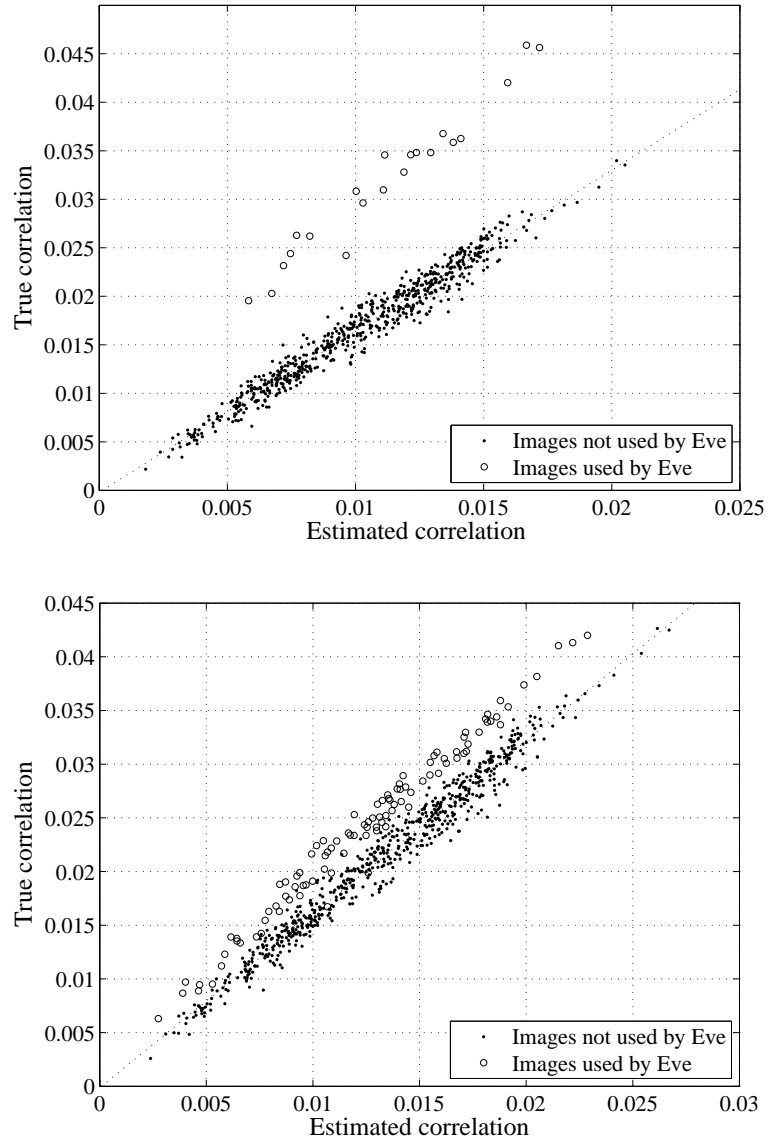 0.045
0.04
0.035
0.03
0.025
0.02
0.015
0.01
0.005
0
True correlation
Images not used by Eve
Images used by Eve
0 0.005 0.01 0.015 0.02 0.025
Estimated correlation
0.045
0.04
0.035
0.03
0.025
0.02
0.015
0.01
0.005
0
True correlation
Images not used by Eve
Images used by Eve
0 0.005 0.01 0.015 0.02 0.025 0.03
Estimated correlation